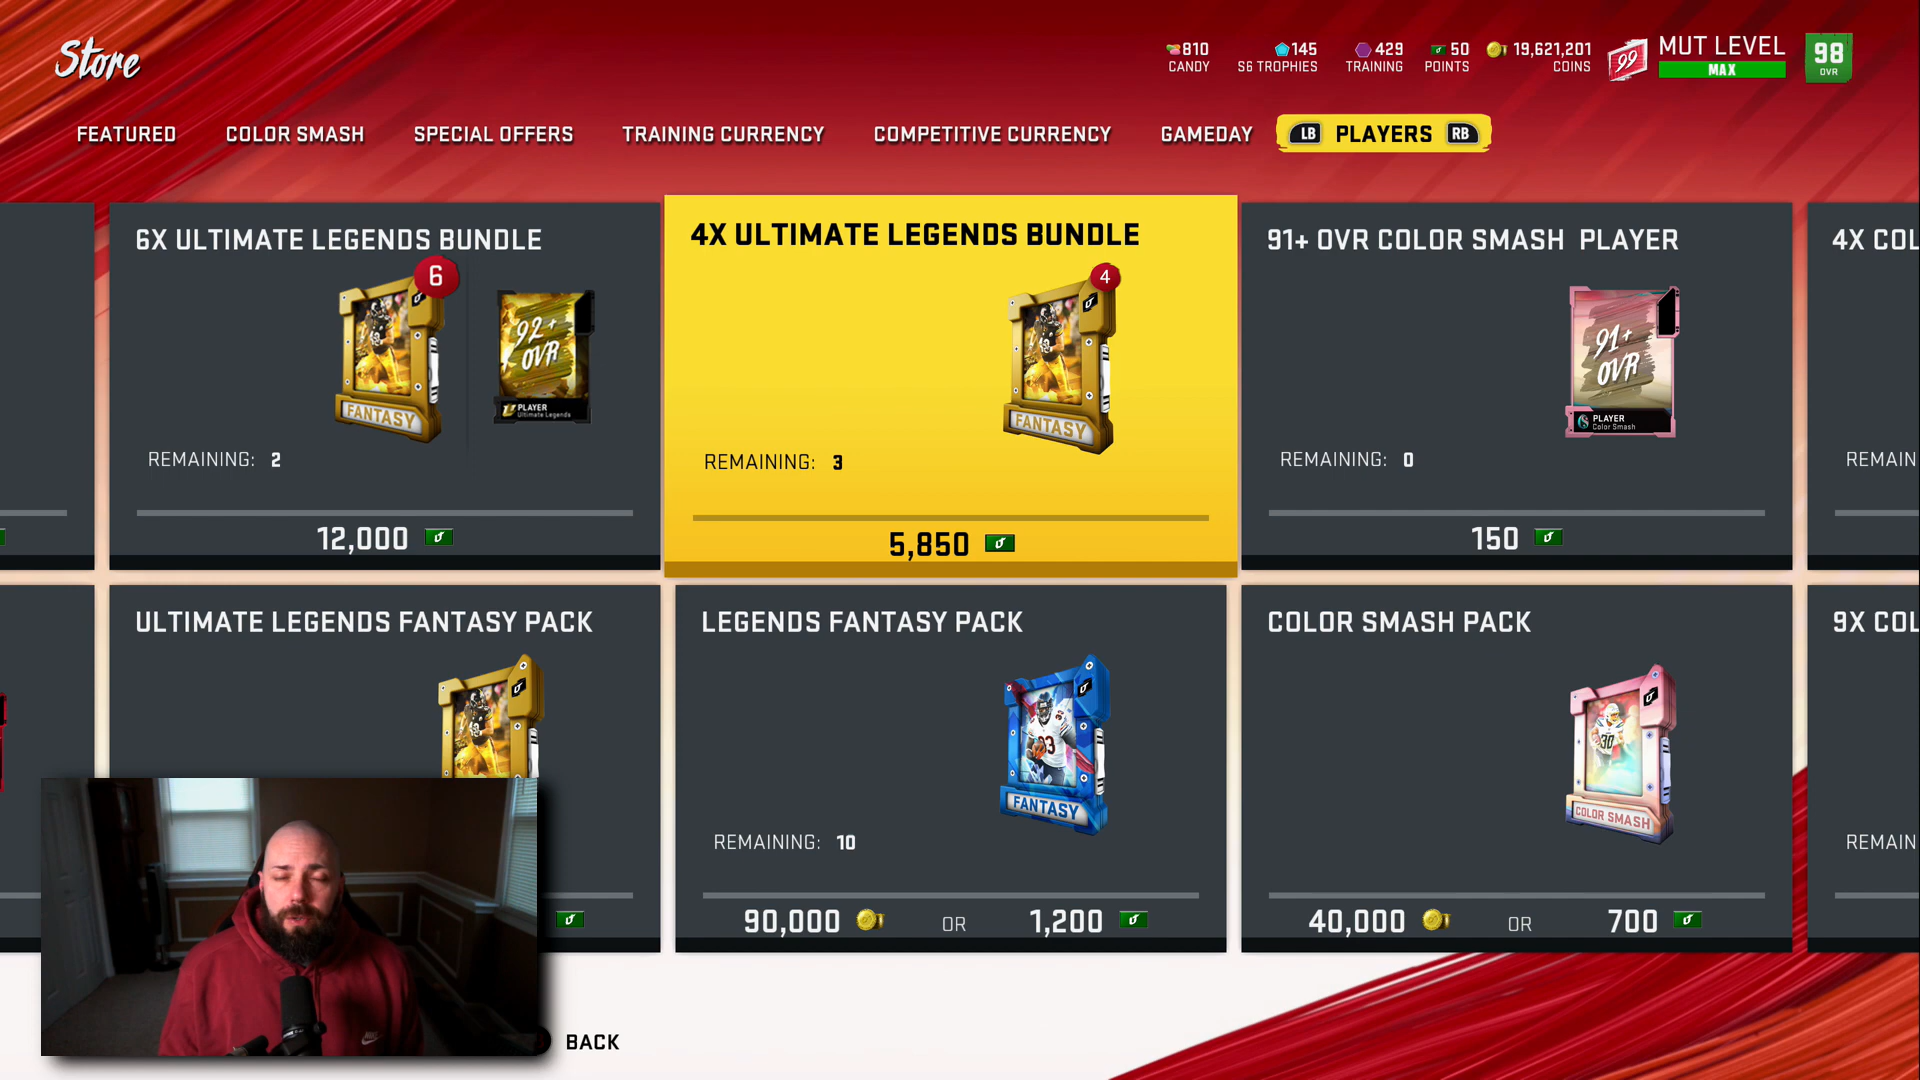 Store
810
CANDY
145
S6 TROPHIES
429
TRAINING
50
POINTS
19,621,201
COINS
99
MUT LEVEL
MAX
98
OVR
FEATURED
COLOR SMASH
SPECIAL OFFERS
TRAINING CURRENCY
COMPETITIVE CURRENCY
GAMEDAY
LB PLAYERS RB
6X ULTIMATE LEGENDS BUNDLE
6
FANTASY
92+
OVR
PLAYER
Ultimate Legends
REMAINING: 2
12,000
4X ULTIMATE LEGENDS BUNDLE
4
FANTASY
REMAINING: 3
5,850
91+ OVR COLOR SMASH PLAYER
91+
OVR
PLAYER
Color Smash
REMAINING: 0
150
4X COL
REMAIN
ULTIMATE LEGENDS FANTASY PACK
LEGENDS FANTASY PACK
FANTASY
REMAINING: 10
90,000 OR 1,200
COLOR SMASH PACK
30
COLOR SMASH
40,000 OR 700
9X COL
REMAIN
BACK